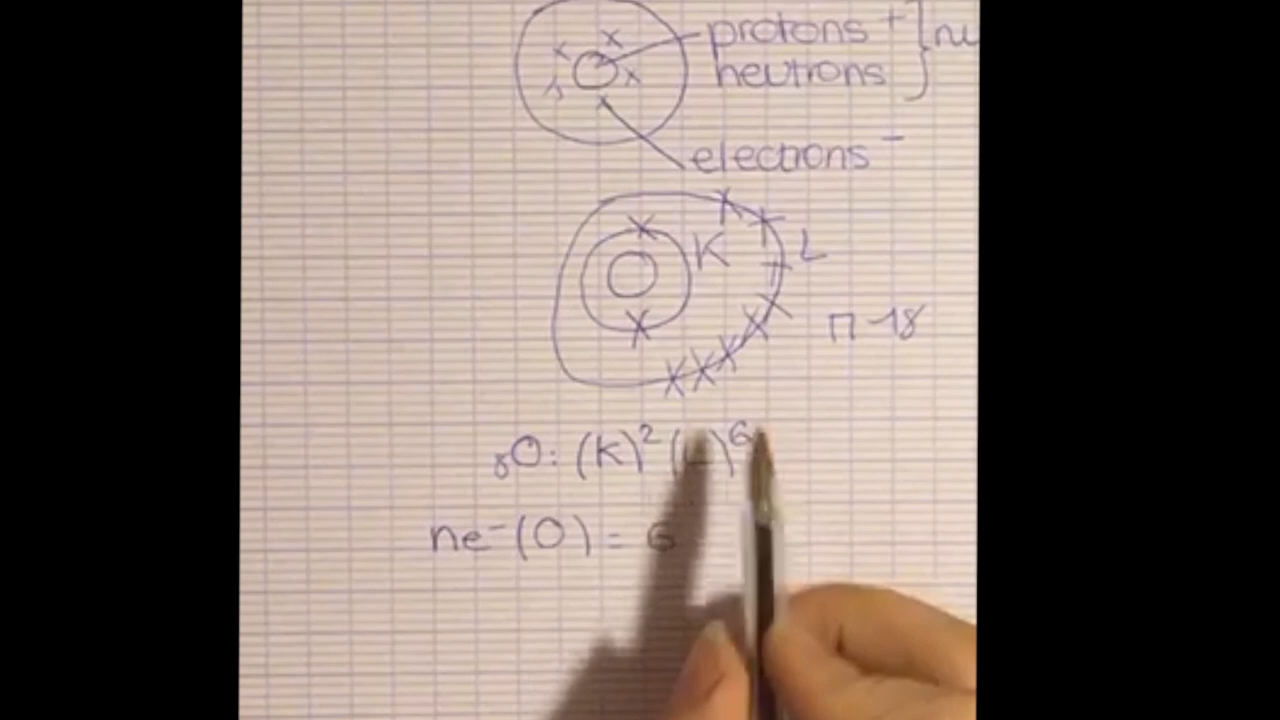 protons +
neutrons
electrons -
K
L
M-18
8O: (K)² (L)⁶
ne⁻(O) = 6